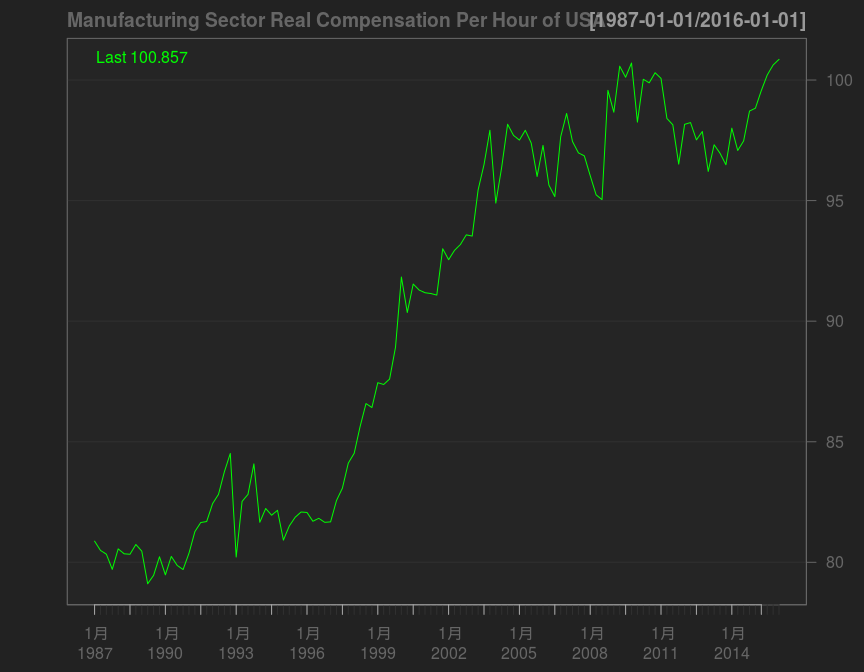 Manufacturing Sector Real Compensation Per Hour of USA
[1987-01-01/2016-01-01]
Last 100.857
100
95
90
85
80
1月 1月 1月 1月 1月 1月 1月 1月 1月 1月
1987 1990 1993 1996 1999 2002 2005 2008 2011 2014